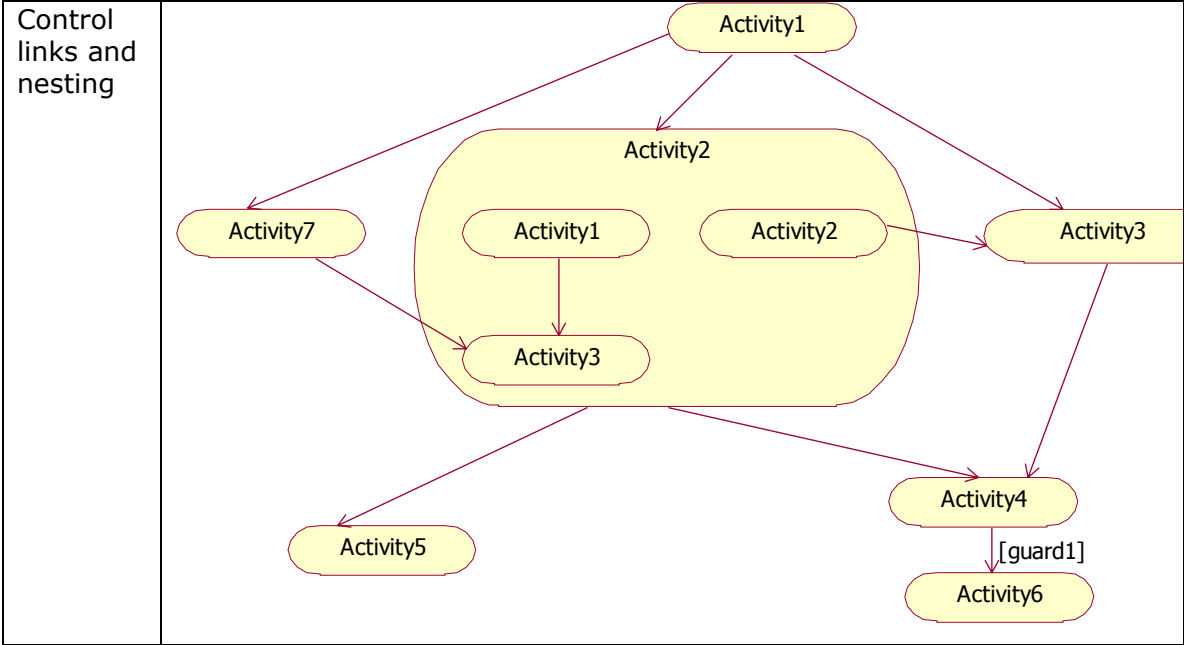 Control
links and
nesting
Activity1
Activity2
Activity7
Activity1
Activity2
Activity3
Activity3
Activity4
Activity5
[guard1]
Activity6